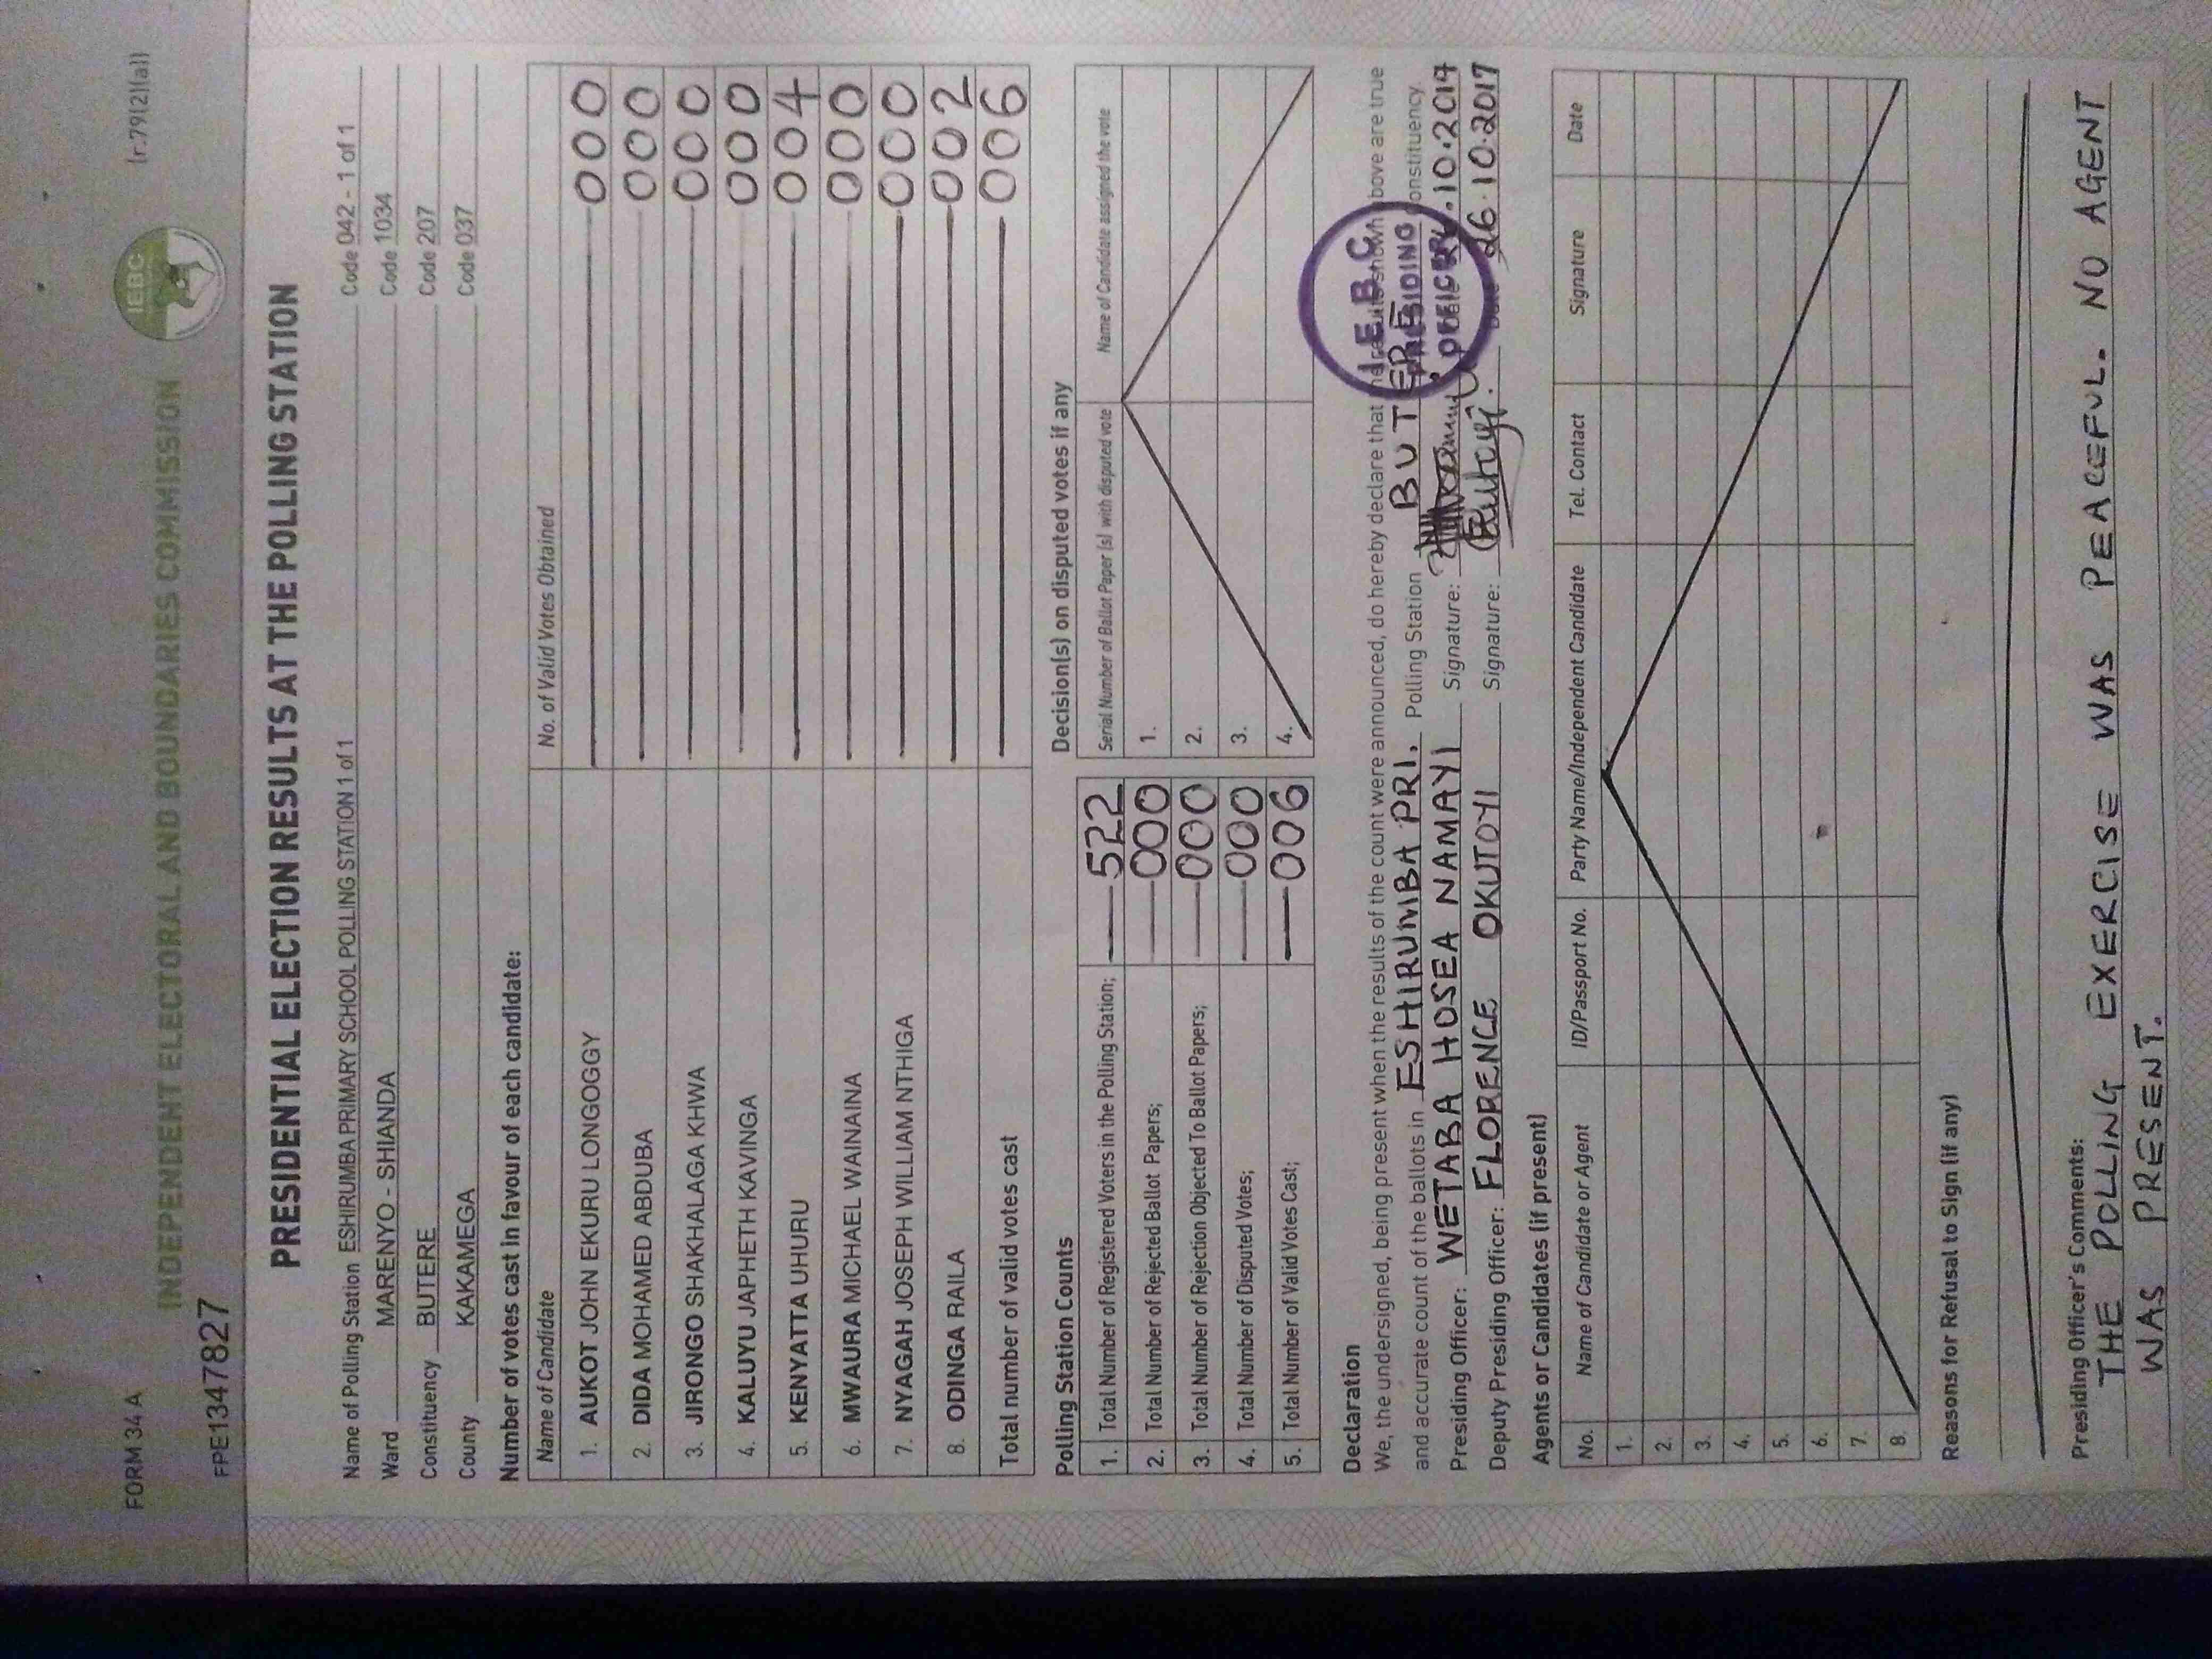 FORM 34 A
(r.79(2)(a))
IEBC
INDEPENDENT ELECTORAL AND BOUNDARIES COMMISSION
FPE1347827
PRESIDENTIAL ELECTION RESULTS AT THE POLLING STATION
Name of Polling Station ESHIRUMBA PRIMARY SCHOOL POLLING STATION 1 of 1 Code 042 - 1 of 1
Ward MARENYO - SHIANDA Code 1034
Constituency BUTERE Code 207
County KAKAMEGA Code 037
Number of votes cast in favour of each candidate:
Name of Candidate No. of Valid Votes Obtained
1. AUKOT JOHN EKURU LONGOGGY 000
2. DIDA MOHAMED ABDUBA 000
3. JIRONGO SHAKHALAGA KHWA 000
4. KALUYU JAPHETH KAVINGA 000
5. KENYATTA UHURU 004
6. MWAURA MICHAEL WAINAINA 000
7. NYAGAH JOSEPH WILLIAM NTHIGA 000
8. ODINGA RAILA 002
Total number of valid votes cast 006
Polling Station Counts
1. Total Number of Registered Voters in the Polling Station; 522
2. Total Number of Rejected Ballot Papers; 000
3. Total Number of Rejection Objected To Ballot Papers; 000
4. Total Number of Disputed Votes; 000
5. Total Number of Valid Votes Cast; 006
Decision(s) on disputed votes if any
Serial Number of Ballot Paper (s) with disputed vote Name of Candidate assigned the vote
1.
2.
3.
4.
Declaration
We, the undersigned, being present when the results of the count were announced, do hereby declare that the results shown above are true
and accurate count of the ballots in ESHIRUMBA PRI. Polling Station BUTERE Constituency
Presiding Officer: WETABA HOSEA NAMAYI Signature: .10.2017
Deputy Presiding Officer: FLORENCE OKUTOYI Signature: Okutoyi. Date 26.10.2017
I.E.B.C
PRESIDING
OFFICER
Agents or Candidates (if present)
No. Name of Candidate or Agent ID/Passport No. Party Name/Independent Candidate Tel. Contact Signature Date
1.
2.
3.
4.
5.
6.
7.
8.
Reasons for Refusal to Sign (if any)
Presiding Officer's Comments:
THE POLLING EXERCISE WAS PEACEFUL. NO AGENT
WAS PRESENT.